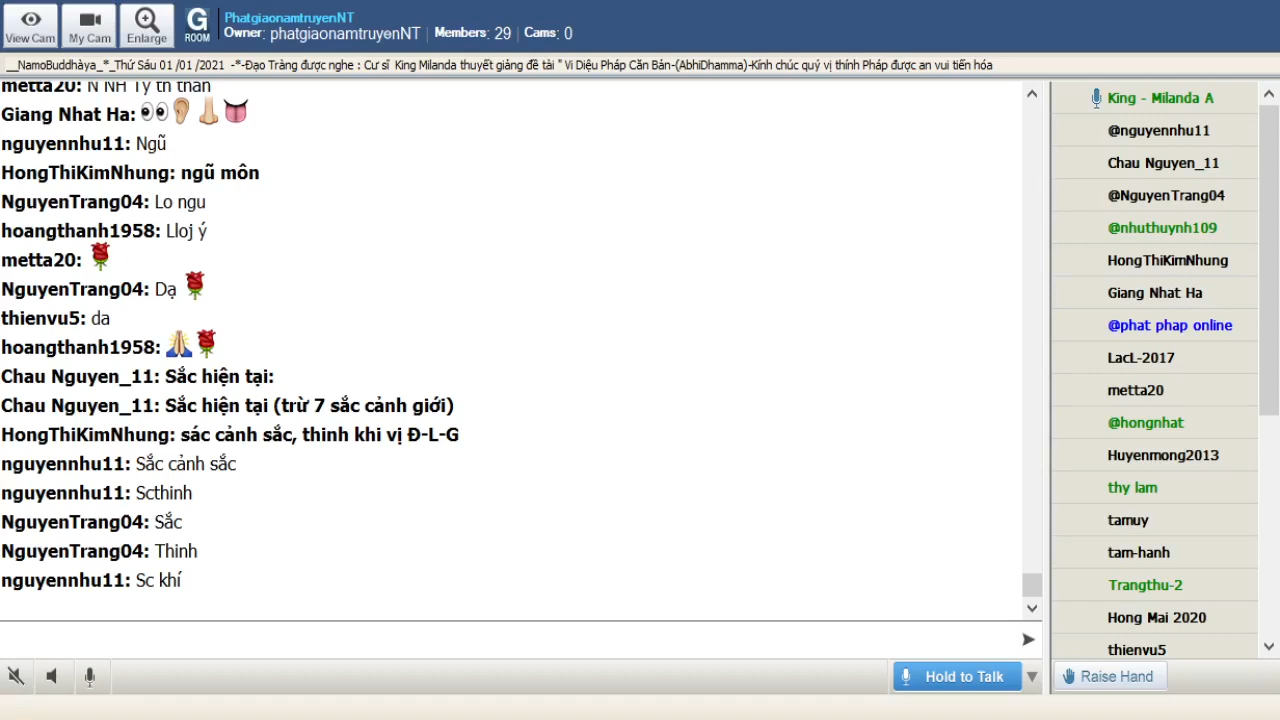 View Cam
My Cam
Enlarge
G
ROOM
PhatgiaonamtruyenNT
Owner: phatgiaonamtruyenNT | Members: 29 | Cams: 0
__NamoBuddhàya_*_Thứ Sáu 01 /01 /2021 -*-Đạo Tràng được nghe : Cư sĩ King Milanda thuyết giảng đề tài " Vi Diệu Pháp Căn Bản-(AbhiDhamma)-Kính chúc quý vị thính Pháp được an vui tiến hóa
metta20: N NH Tỷ th thân
Giang Nhat Ha:
nguyennhu11: Ngũ
HongThiKimNhung: ngũ môn
NguyenTrang04: Lo ngu
hoangthanh1958: Lloj ý
metta20:
NguyenTrang04: Dạ
thienvu5: da
hoangthanh1958:
Chau Nguyen_11: Sắc hiện tại:
Chau Nguyen_11: Sắc hiện tại (trừ 7 sắc cảnh giới)
HongThiKimNhung: sác cảnh sắc, thinh khi vị Đ-L-G
nguyennhu11: Sắc cảnh sắc
nguyennhu11: Scthinh
NguyenTrang04: Sắc
NguyenTrang04: Thinh
nguyennhu11: Sc khí
King - Milanda A
@nguyennhu11
Chau Nguyen_11
@NguyenTrang04
@nhuthuynh109
HongThiKimNhung
Giang Nhat Ha
@phat phap online
LacL-2017
metta20
@hongnhat
Huyenmong2013
thy lam
tamuy
tam-hanh
Trangthu-2
Hong Mai 2020
thienvu5
Hold to Talk
Raise Hand